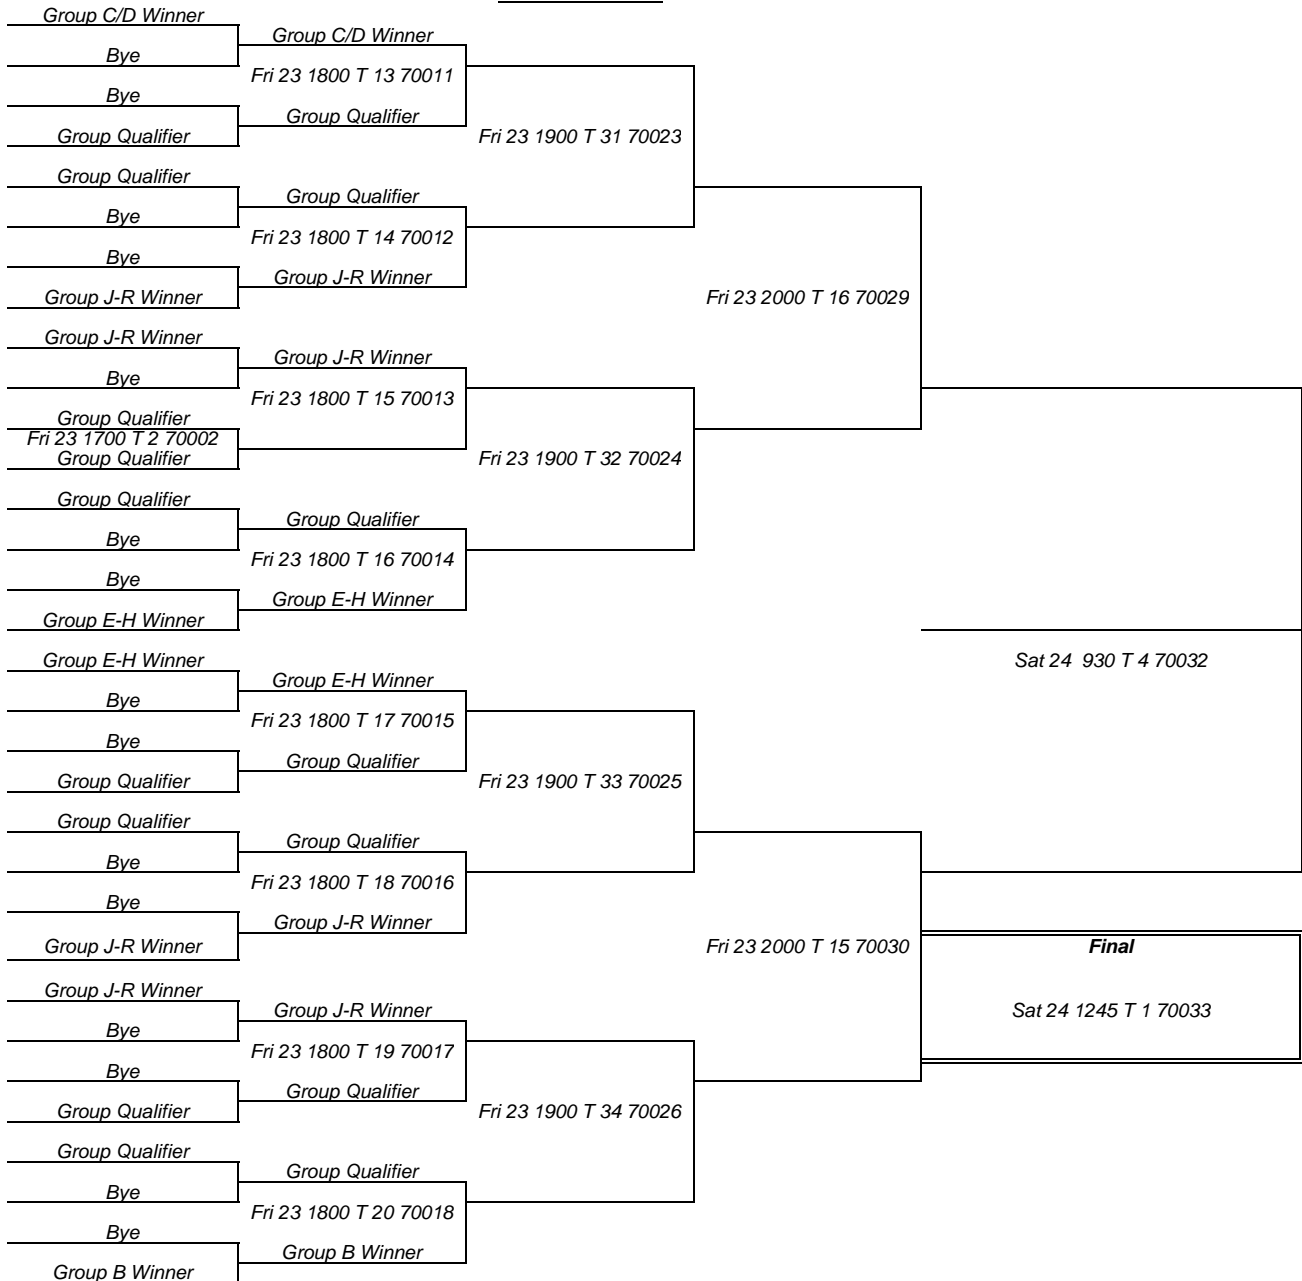 Group C/D Winner
Group C/D Winner
Bye
Fri 23 1800 T 13 70011
Bye
Group Qualifier
Group Qualifier
Fri 23 1900 T 31 70023
Group Qualifier
Group Qualifier
Bye
Fri 23 1800 T 14 70012
Bye
Group J-R Winner
Group J-R Winner
Fri 23 2000 T 16 70029
Group J-R Winner
Group J-R Winner
Bye
Fri 23 1800 T 15 70013
Group Qualifier
Fri 23 1700 T 2 70002
Group Qualifier
Fri 23 1900 T 32 70024
Group Qualifier
Group Qualifier
Bye
Fri 23 1800 T 16 70014
Bye
Group E-H Winner
Group E-H Winner
Group E-H Winner
Sat 24  930 T 4 70032
Group E-H Winner
Bye
Fri 23 1800 T 17 70015
Bye
Group Qualifier
Group Qualifier
Fri 23 1900 T 33 70025
Group Qualifier
Group Qualifier
Bye
Fri 23 1800 T 18 70016
Bye
Group J-R Winner
Group J-R Winner
Fri 23 2000 T 15 70030
Final
Group J-R Winner
Group J-R Winner
Sat 24 1245 T 1 70033
Bye
Fri 23 1800 T 19 70017
Bye
Group Qualifier
Group Qualifier
Fri 23 1900 T 34 70026
Group Qualifier
Group Qualifier
Bye
Fri 23 1800 T 20 70018
Bye
Group B Winner
Group B Winner